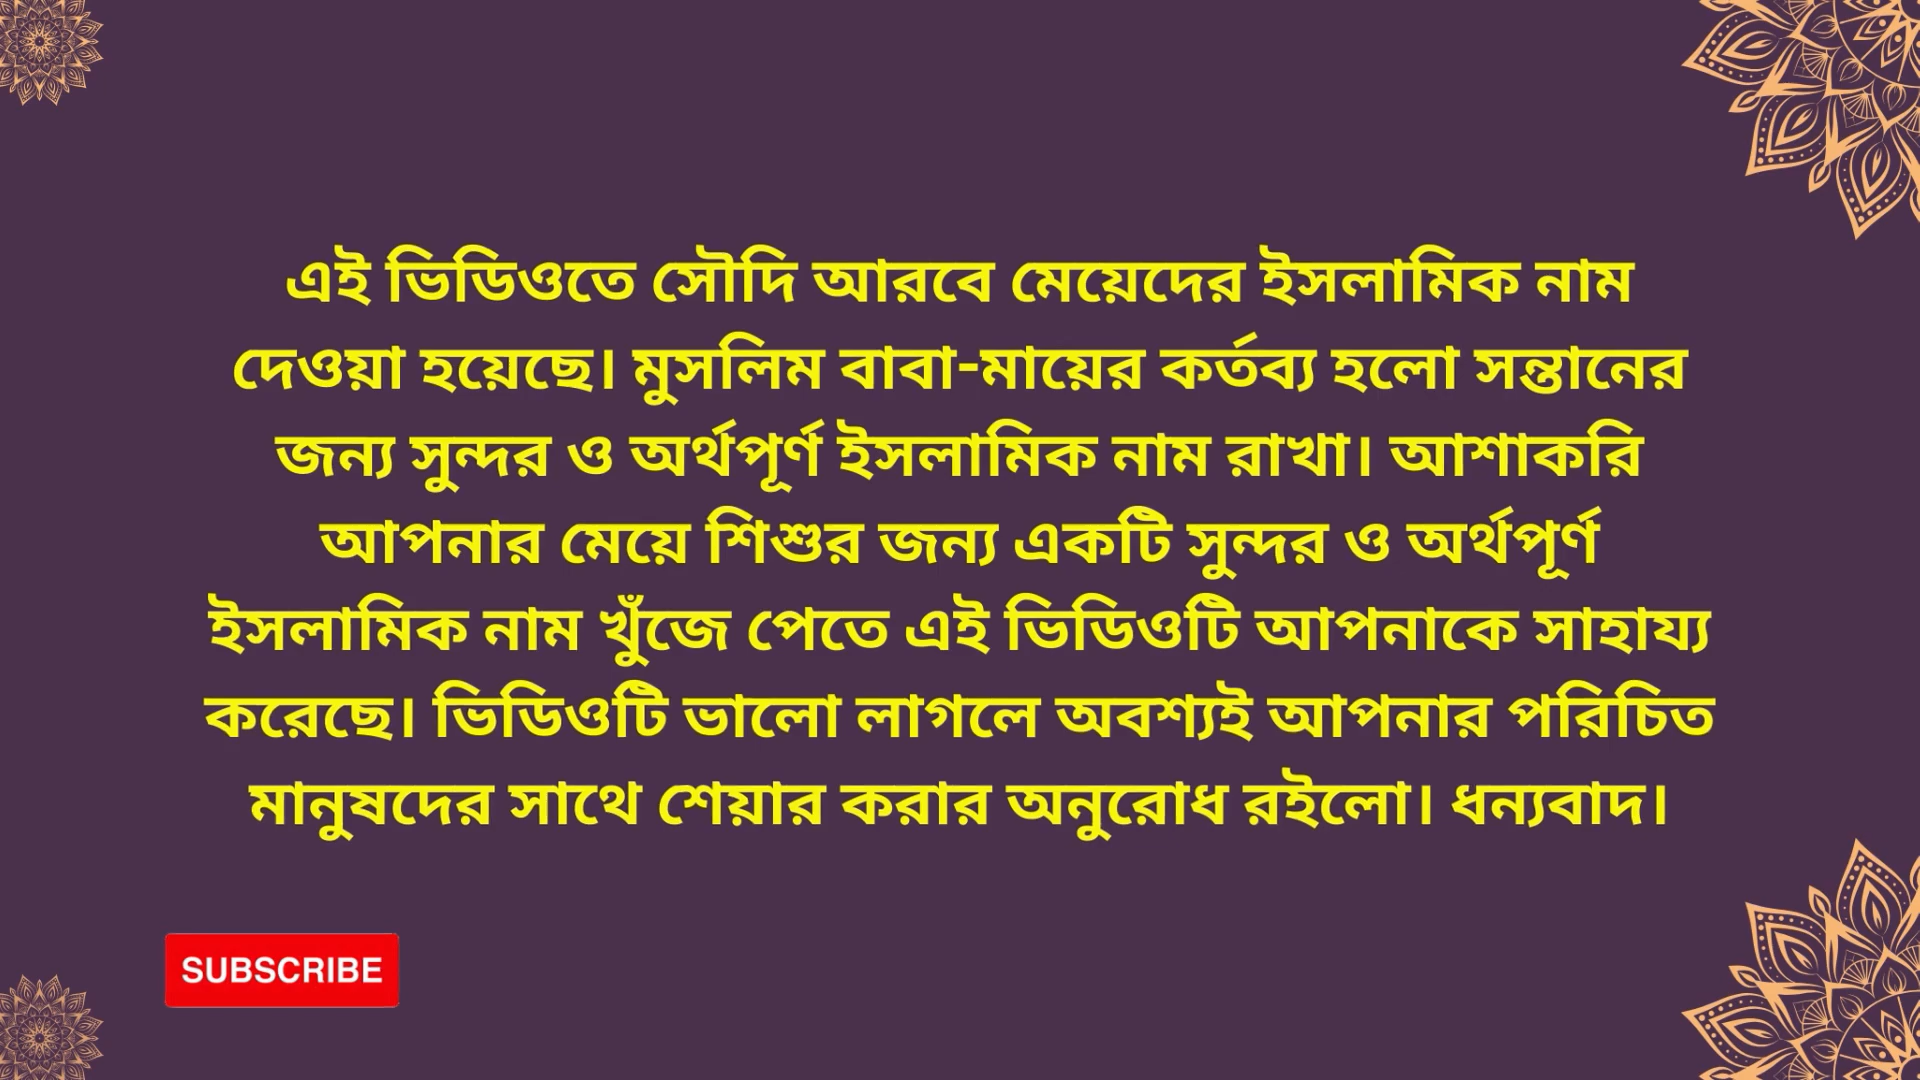 এই ভিডিওতে সৌদি আরবে মেয়েদের ইসলামিক নাম
দেওয়া হয়েছে। মুসলিম বাবা-মায়ের কর্তব্য হলো সন্তানের
জন্য সুন্দর ও অর্থপূর্ণ ইসলামিক নাম রাখা। আশাকরি
আপনার মেয়ে শিশুর জন্য একটি সুন্দর ও অর্থপূর্ণ
ইসলামিক নাম খুঁজে পেতে এই ভিডিওটি আপনাকে সাহায্য
করেছে। ভিডিওটি ভালো লাগলে অবশ্যই আপনার পরিচিত
মানুষদের সাথে শেয়ার করার অনুরোধ রইলো। ধন্যবাদ।
SUBSCRIBE